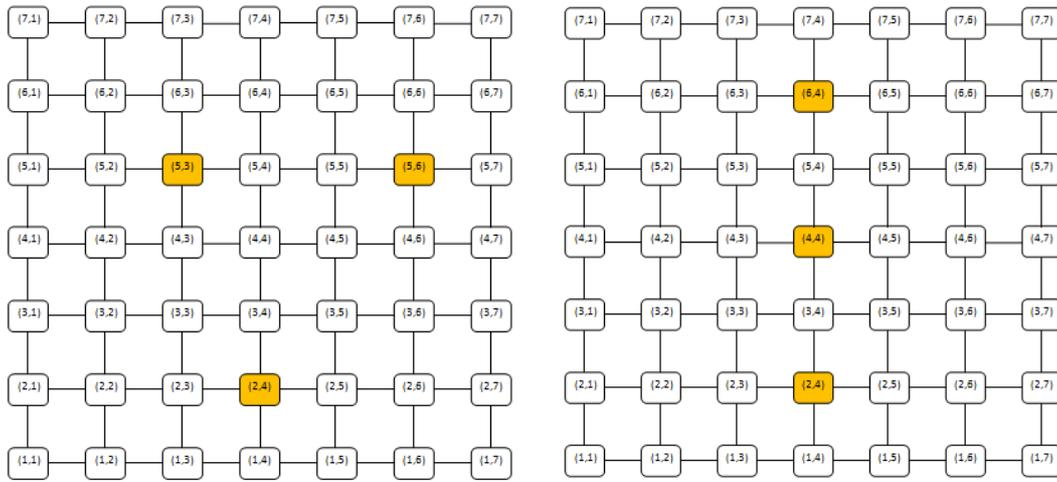 (7,1) (7,2) (7,3) (7,4) (7,5) (7,6) (7,7) (7,1) (7,2) (7,3) (7,4) (7,5) (7,6) (7,7)
(6,1) (6,2) (6,3) (6,4) (6,5) (6,6) (6,7) (6,1) (6,2) (6,3) (6,4) (6,5) (6,6) (6,7)
(5,1) (5,2) (5,3) (5,4) (5,5) (5,6) (5,7) (5,1) (5,2) (5,3) (5,4) (5,5) (5,6) (5,7)
(4,1) (4,2) (4,3) (4,4) (4,5) (4,6) (4,7) (4,1) (4,2) (4,3) (4,4) (4,5) (4,6) (4,7)
(3,1) (3,2) (3,3) (3,4) (3,5) (3,6) (3,7) (3,1) (3,2) (3,3) (3,4) (3,5) (3,6) (3,7)
(2,1) (2,2) (2,3) (2,4) (2,5) (2,6) (2,7) (2,1) (2,2) (2,3) (2,4) (2,5) (2,6) (2,7)
(1,1) (1,2) (1,3) (1,4) (1,5) (1,6) (1,7) (1,1) (1,2) (1,3) (1,4) (1,5) (1,6) (1,7)